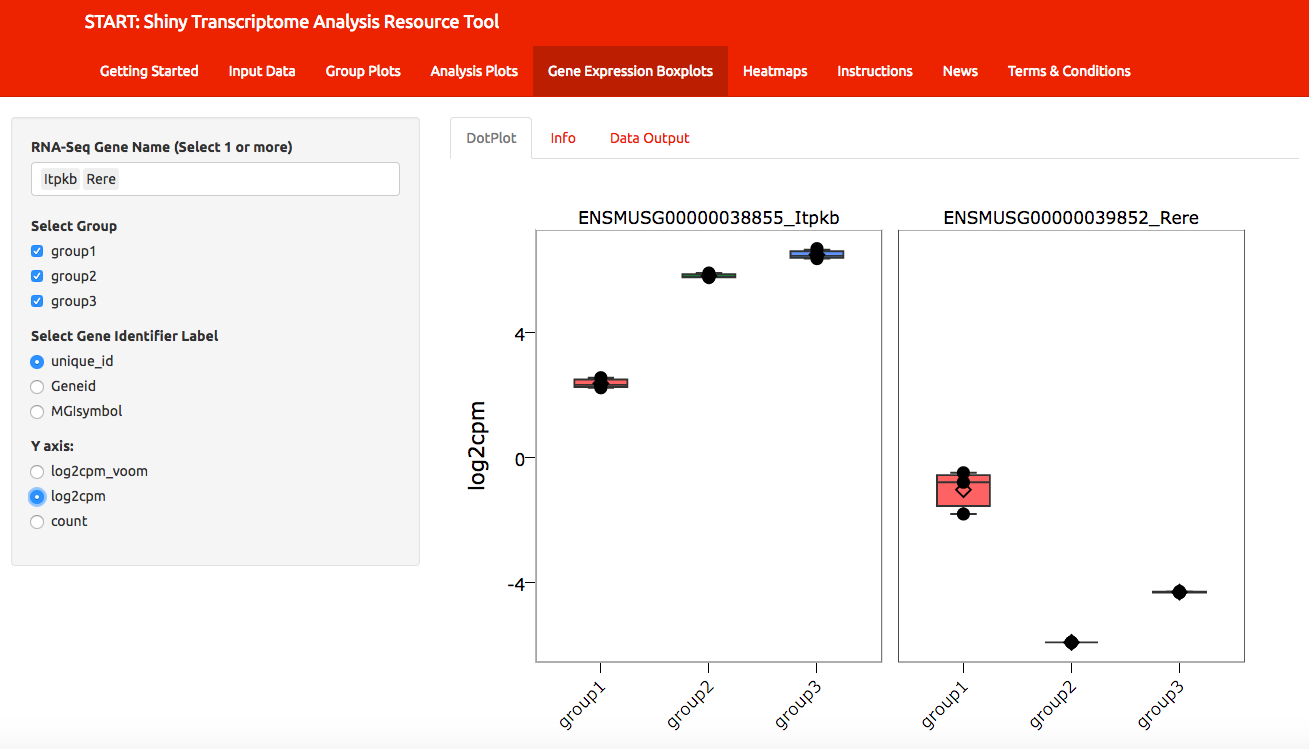 START: Shiny Transcriptome Analysis Resource Tool
Getting Started Input Data Group Plots Analysis Plots Gene Expression Boxplots Heatmaps Instructions News Terms & Conditions
RNA-Seq Gene Name (Select 1 or more)
Itpkb Rere
Select Group
group1
group2
group3
Select Gene Identifier Label
unique_id
Geneid
MGIsymbol
Y axis:
log2cpm_voom
log2cpm
count
DotPlot Info Data Output
ENSMUSG00000038855_Itpkb ENSMUSG00000039852_Rere
log2cpm
4
0
-4
group1 group2 group3 group1 group2 group3